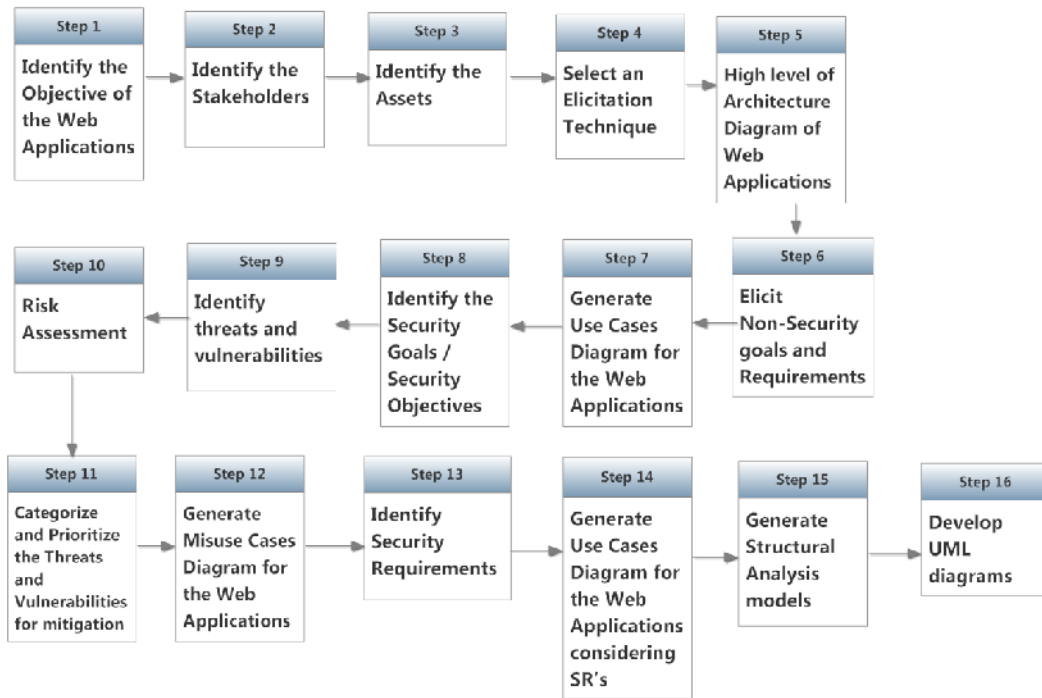 Step 1
Identify the
Objective of
the Web
Applications
Step 2
Identify the
Stakeholders
Step 3
Identify the
Assets
Step 4
Select an
Elicitation
Technique
Step 5
High level of
Architecture
Diagram of
Web
Applications
Step 6
Elicit
Non-Security
goals and
Requirements
Step 7
Generate
Use Cases
Diagram for
the Web
Applications
Step 8
Identify the
Security
Goals /
Security
Objectives
Step 9
Identify
threats and
vulnerabilities
Step 10
Risk
Assessment
Step 11
Categorize
and Prioritize
the Threats
and
Vulnerabilities
for mitigation
Step 12
Generate
Misuse Cases
Diagram for
the Web
Applications
Step 13
Identify
Security
Requirements
Step 14
Generate
Use Cases
Diagram for
the Web
Applications
considering
SR's
Step 15
Generate
Structural
Analysis
models
Step 16
Develop
UML
diagrams